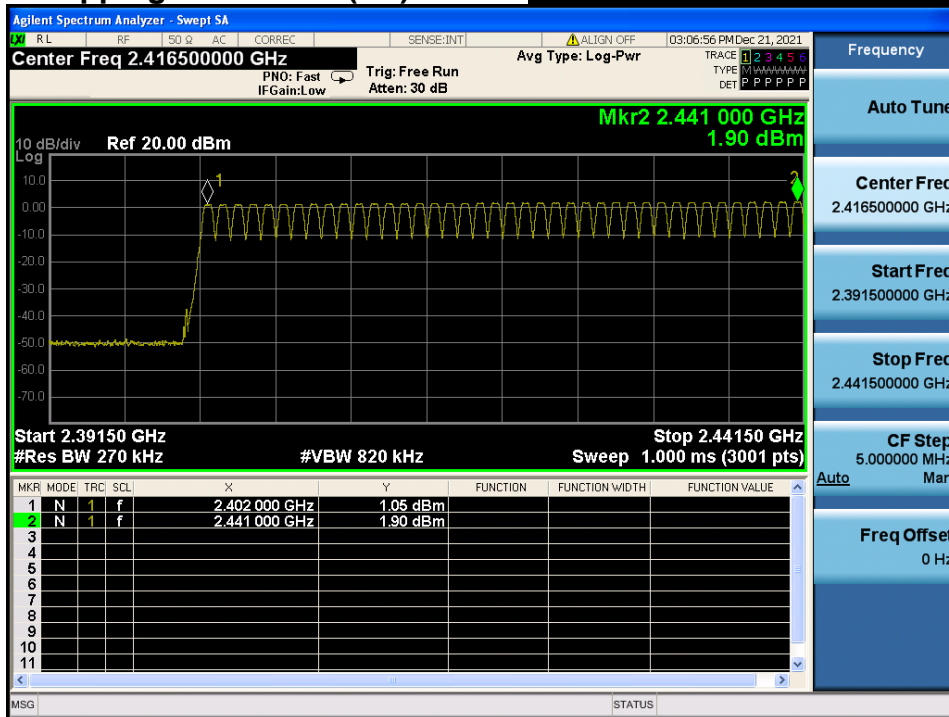 Agilent Spectrum Analyzer - Swept SA
LXI RL RF 50 Ω AC CORREC SENSE:INT ALIGN OFF 03:06:56 PM Dec 21, 2021
Center Freq 2.416500000 GHz
PNO: Fast
IFGain:Low
Trig: Free Run
Atten: 30 dB
Avg Type: Log-Pwr
TRACE 1 2 3 4 5 6
TYPE M
DET P P P P P P
Mkr2 2.441 000 GHz
1.90 dBm
10 dB/div Ref 20.00 dBm
Log
10.0
0.00
-10.0
-20.0
-30.0
-40.0
-50.0
-60.0
-70.0
1
2
Start 2.39150 GHz Stop 2.44150 GHz
#Res BW 270 kHz #VBW 820 kHz Sweep 1.000 ms (3001 pts)
MKR MODE TRC SCL X Y FUNCTION FUNCTION WIDTH FUNCTION VALUE
1 N 1 f 2.402 000 GHz 1.05 dBm
2 N 1 f 2.441 000 GHz 1.90 dBm
3
4
5
6
7
8
9
10
11
MSG STATUS
Frequency
Auto Tune
Center Freq
2.416500000 GHz
Start Freq
2.391500000 GHz
Stop Freq
2.441500000 GHz
CF Step
5.000000 MHz
Auto Man
Freq Offset
0 Hz